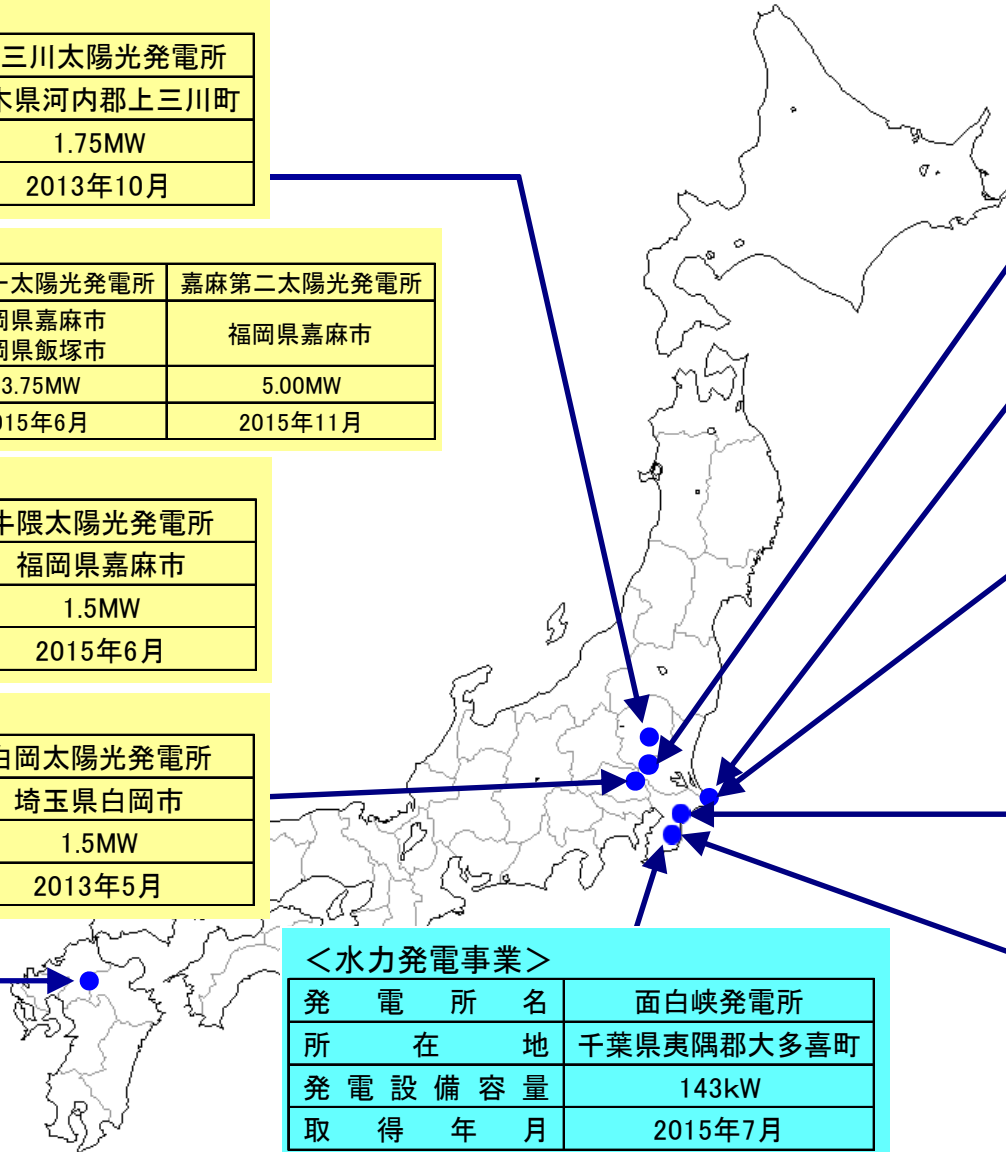 三川太陽光発電所
木県河内郡上三川町
1.75MW
2013年10月
一太陽光発電所 嘉麻第二太陽光発電所
岡県嘉麻市
岡県飯塚市
福岡県嘉麻市
3.75MW 5.00MW
015年6月 2015年11月
牛隈太陽光発電所
福岡県嘉麻市
1.5MW
2015年6月
白岡太陽光発電所
埼玉県白岡市
1.5MW
2013年5月
＜水力発電事業＞
発電所名 面白峡発電所
所在地 千葉県夷隅郡大多喜町
発電設備容量 143kW
取得年月 2015年7月